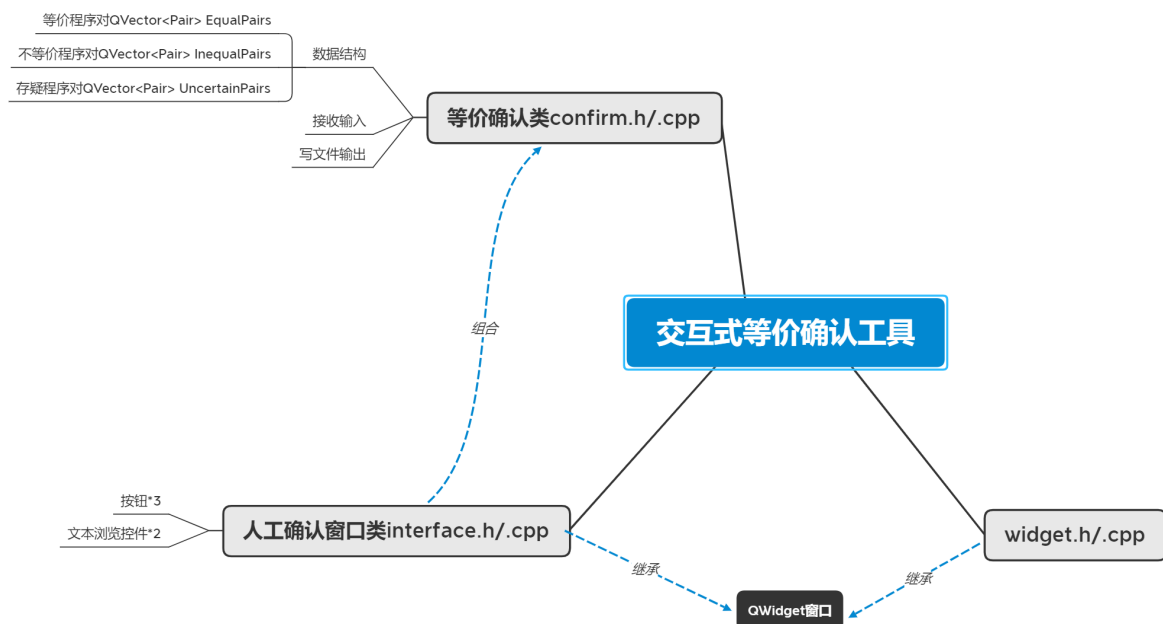 等价程序对QVector<Pair> EqualPairs
不等价程序对QVector<Pair> InequalPairs
存疑程序对QVector<Pair> UncertainPairs
数据结构
接收输入
写文件输出
等价确认类confirm.h/.cpp
组合
交互式等价确认工具
按钮*3
文本浏览控件*2
人工确认窗口类interface.h/.cpp
widget.h/.cpp
继承
继承
QWidget窗口